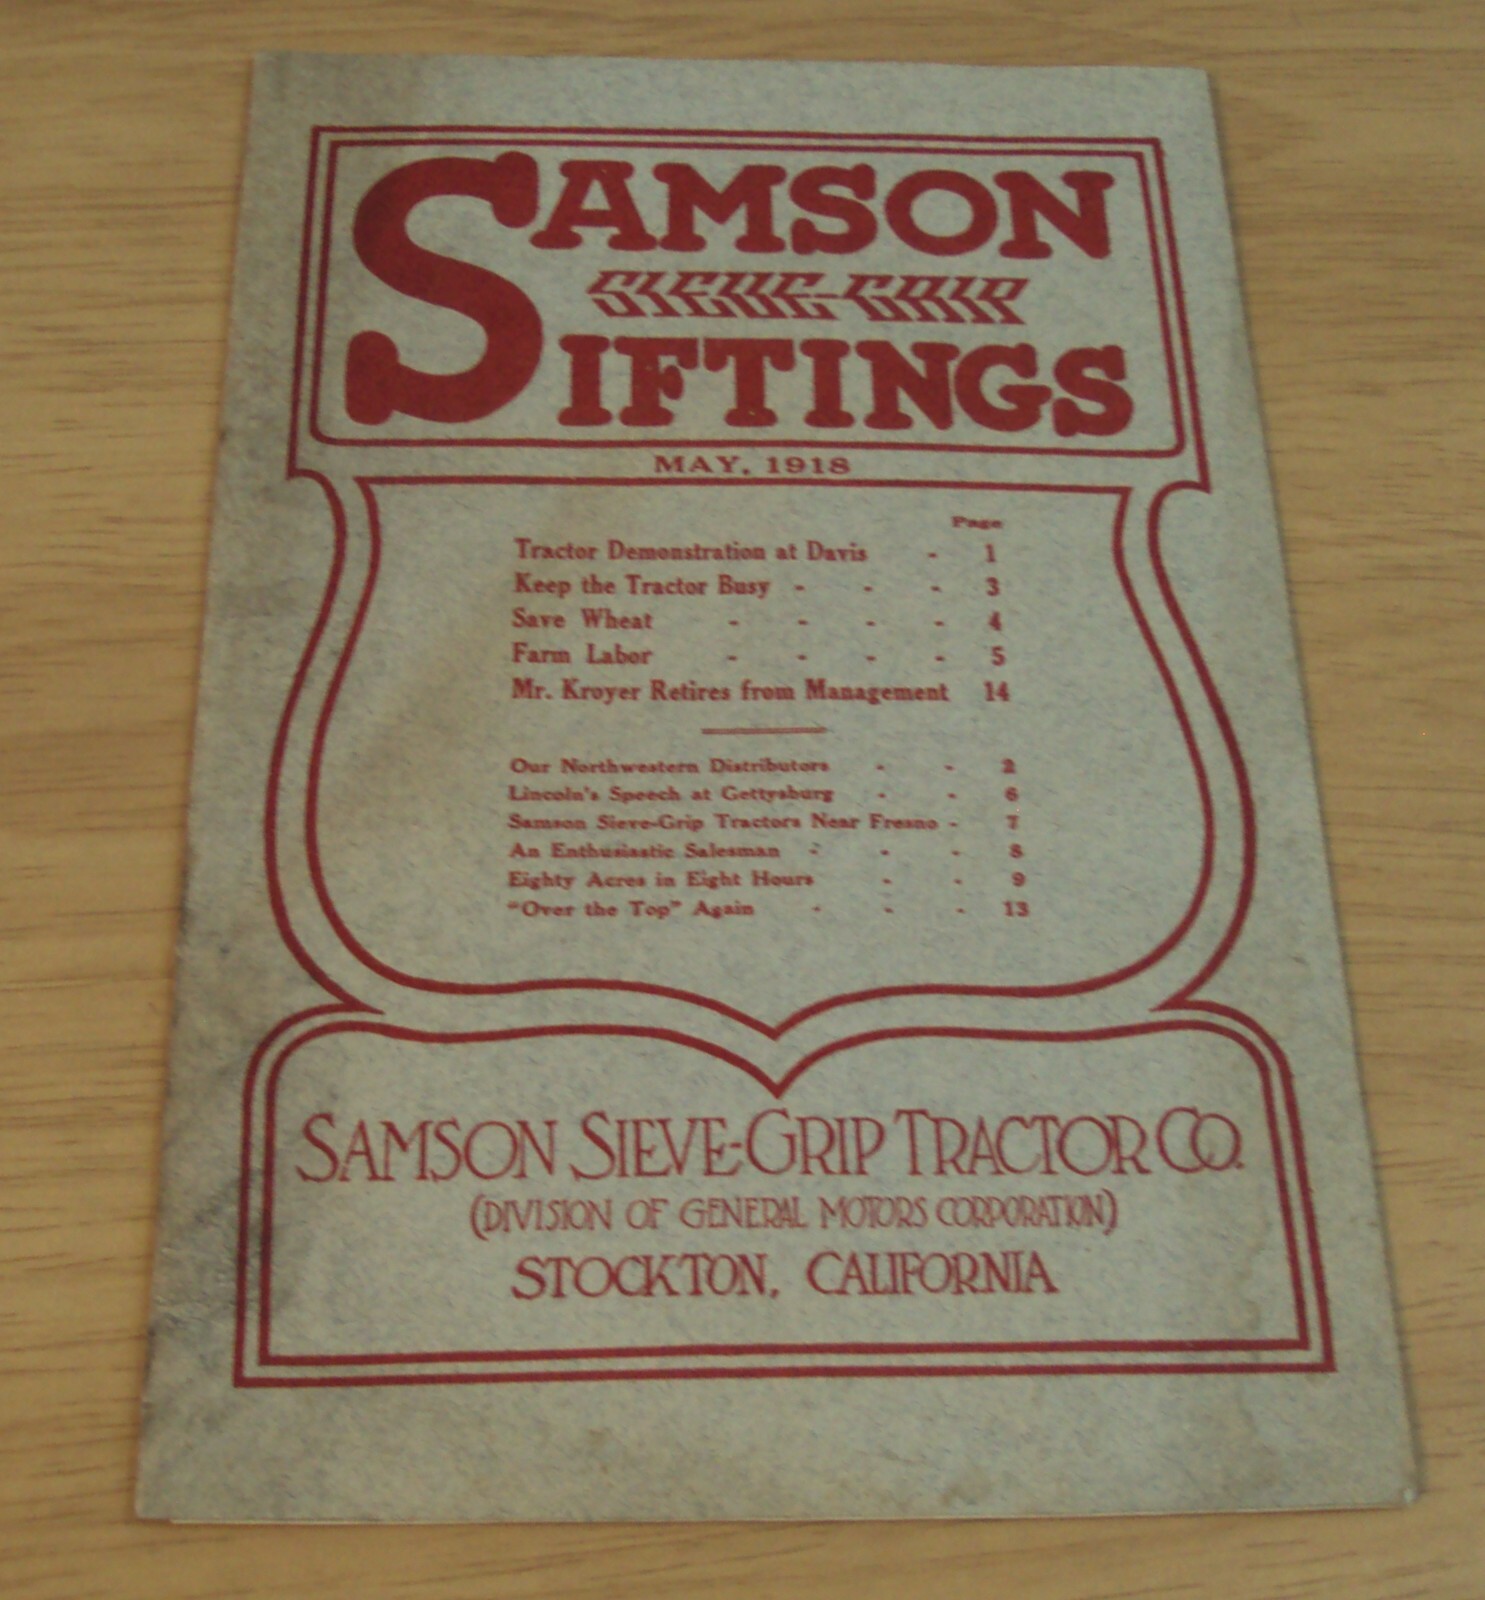 SAMSON
SIEVE-GRIP
SIFTINGS
MAY, 1918
Page
Tractor Demonstration at Davis - 1
Keep the Tractor Busy - - - 3
Save Wheat - - - - 4
Farm Labor - - - - 5
Mr. Kroyer Retires from Management 14
Our Northwestern Distributors - - 2
Lincoln's Speech at Gettysburg - - 6
Samson Sieve-Grip Tractors Near Fresno - 7
An Enthusiastic Salesman - - - 8
Eighty Acres in Eight Hours - - 9
"Over the Top" Again - - - 13
SAMSON SIEVE-GRIP TRACTOR CO.
(DIVISION OF GENERAL MOTORS CORPORATION)
STOCKTON, CALIFORNIA